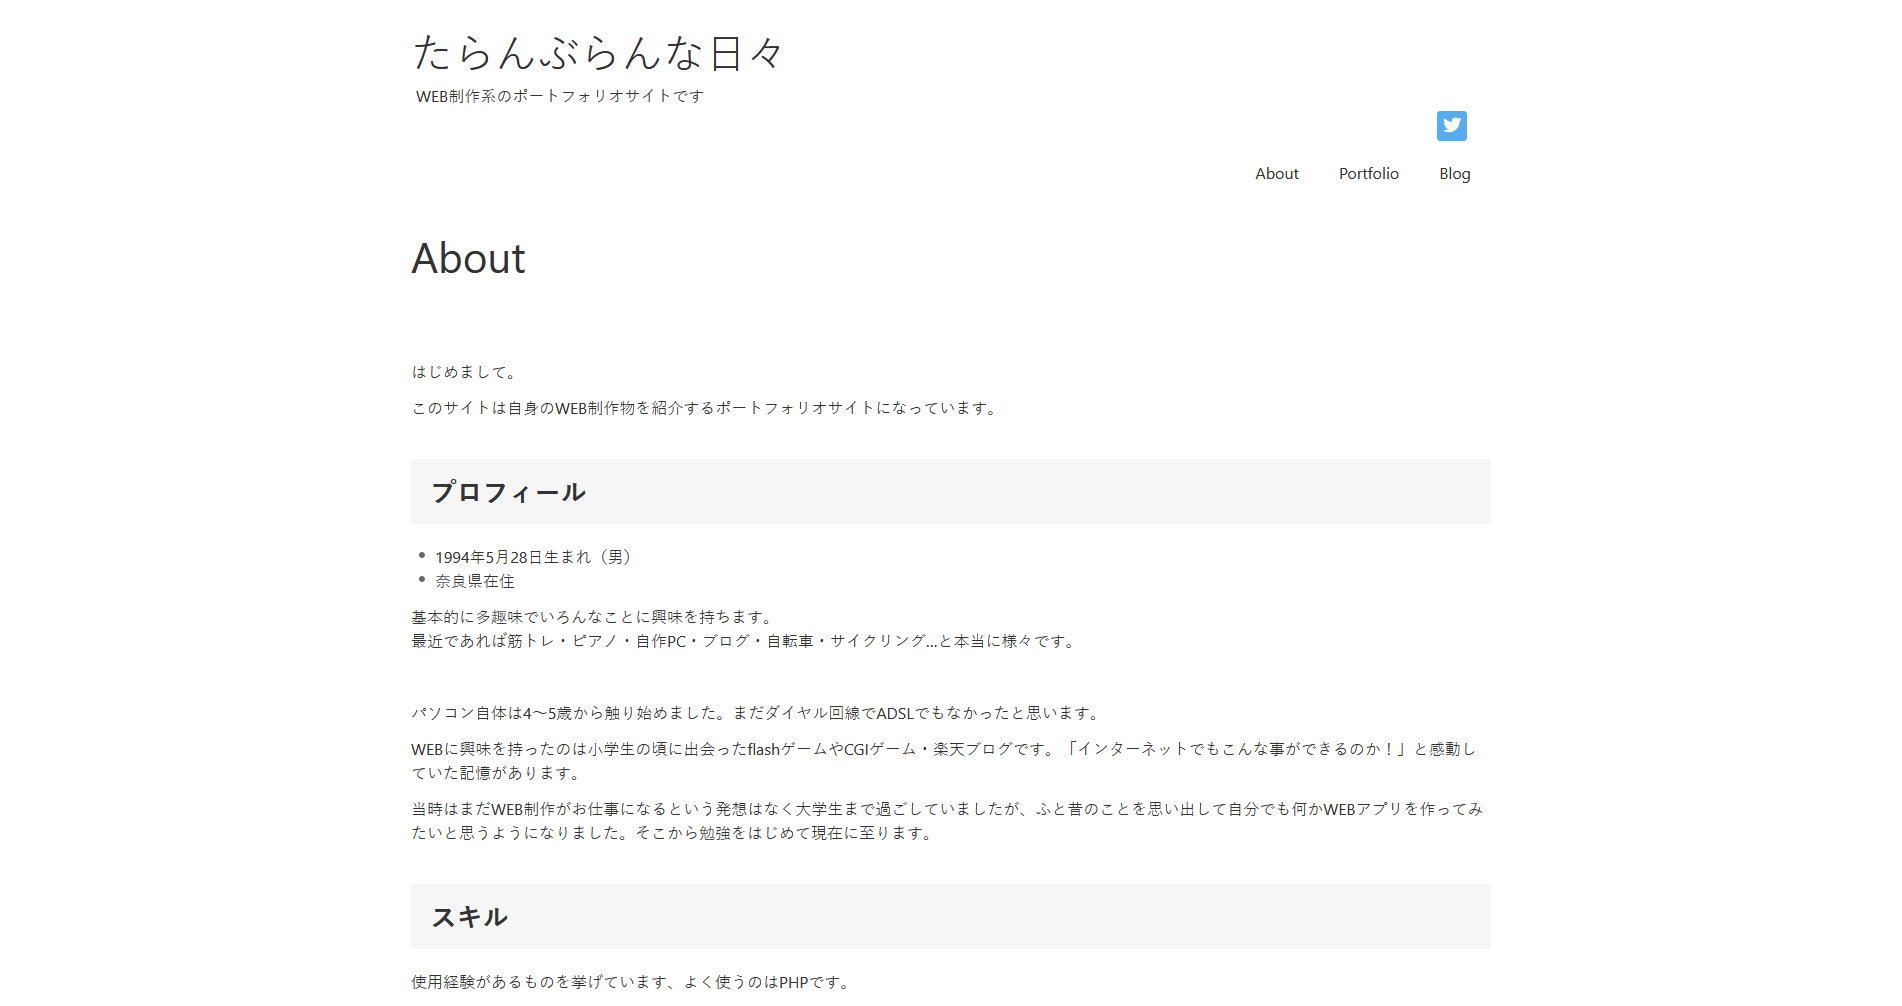 たらんぶらんな日々
WEB制作系のポートフォリオサイトです
About
Portfolio
Blog
About
はじめまして。
このサイトは自身のWEB制作物を紹介するポートフォリオサイトになっています。
プロフィール
1994年5月28日生まれ（男）
奈良県在住
基本的に多趣味でいろんなことに興味を持ちます。
最近であれば筋トレ・ピアノ・自作PC・ブログ・自転車・サイクリング…と本当に様々です。
パソコン自体は4～5歳から触り始めました。まだダイヤル回線でADSLでもなかったと思います。
WEBに興味を持ったのは小学生の頃に出会ったflashゲームやCGIゲーム・楽天ブログです。「インターネットでもこんな事ができるのか！」と感動し
ていた記憶があります。
当時はまだWEB制作がお仕事になるという発想はなく大学生まで過ごしていましたが、ふと昔のことを思い出して自分でも何かWEBアプリを作ってみ
たいと思うようになりました。そこから勉強をはじめて現在に至ります。
スキル
使用経験があるものを挙げています、よく使うのはPHPです。